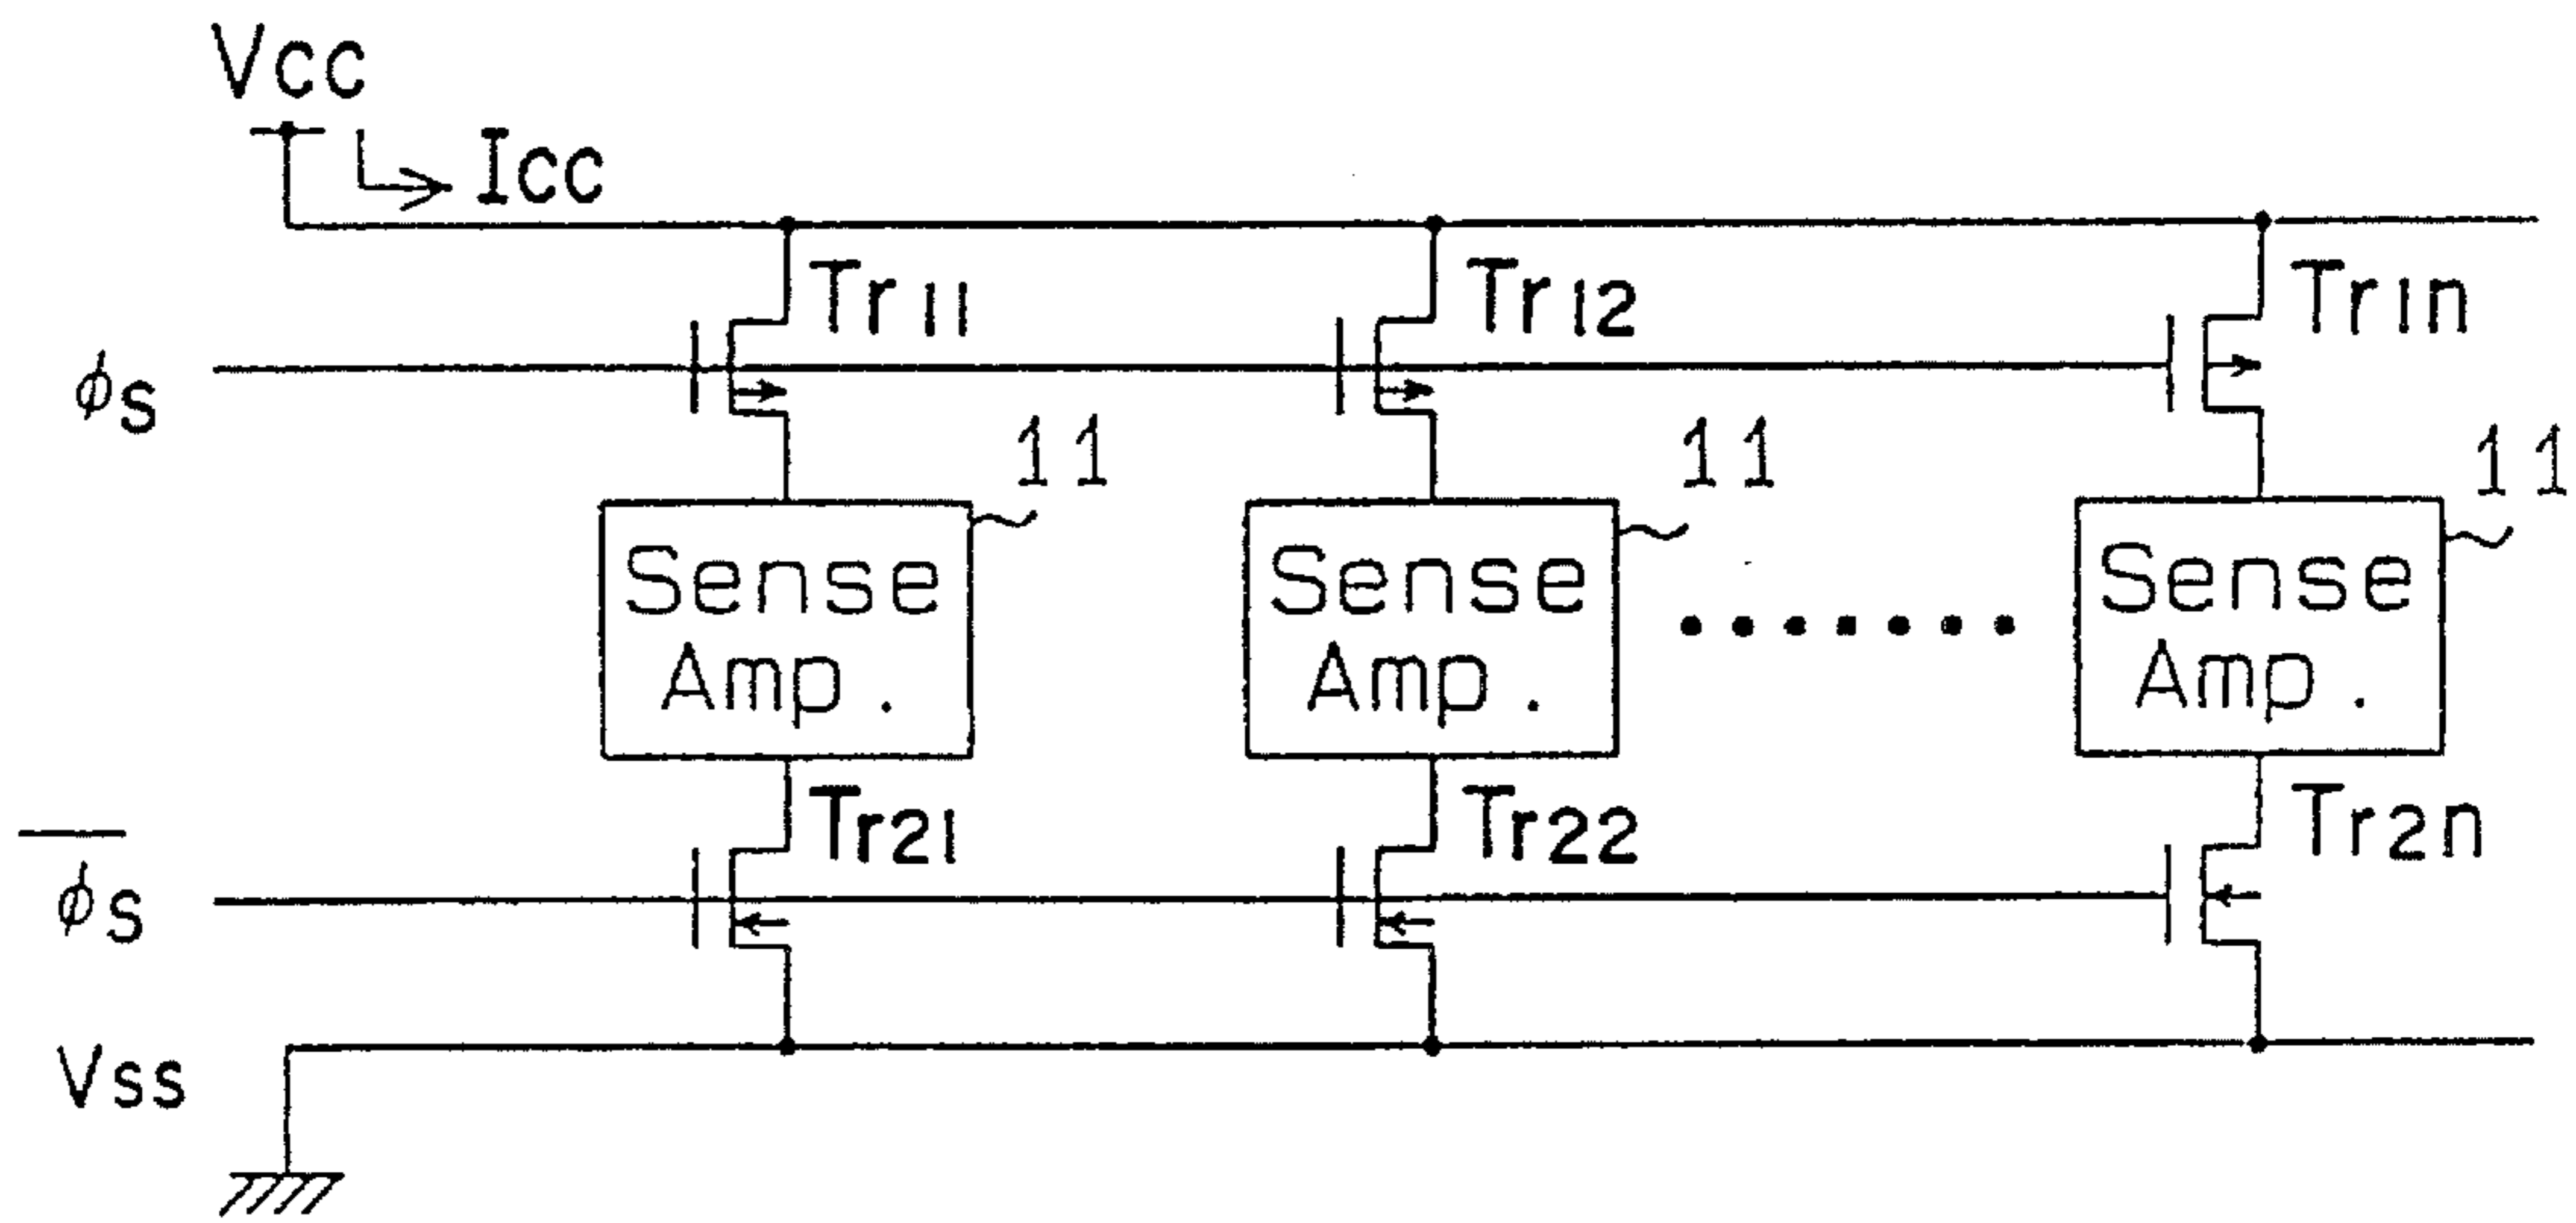 Vcc
Icc
Tr11
Tr12
Tr1n
ϕs
11
11
11
Sense
Amp.
Sense
Amp.
Sense
Amp.
Tr21
Tr22
Tr2n
ϕ̅s
Vss